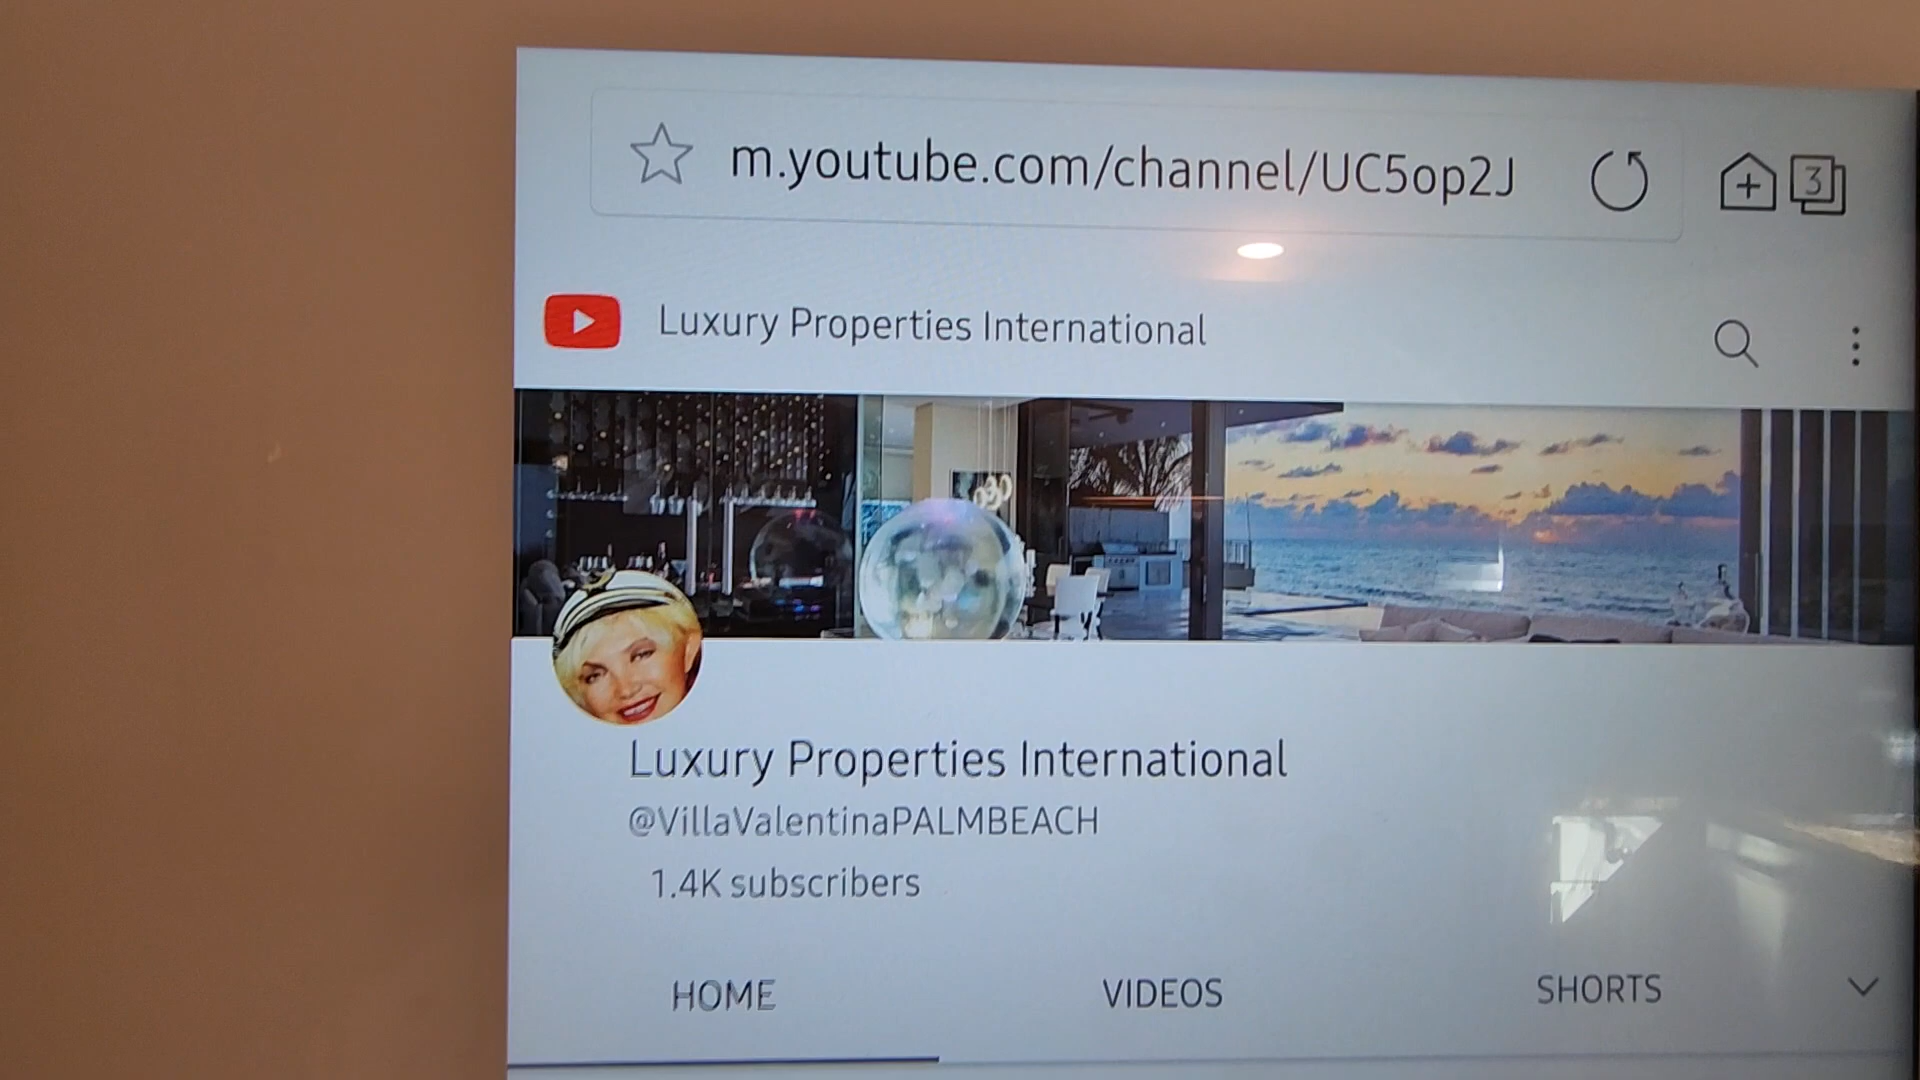 m.youtube.com/channel/UC5op2J
3
Luxury Properties International
Luxury Properties International
@VillaValentinaPALMBEACH
1.4K subscribers
HOME
VIDEOS
SHORTS